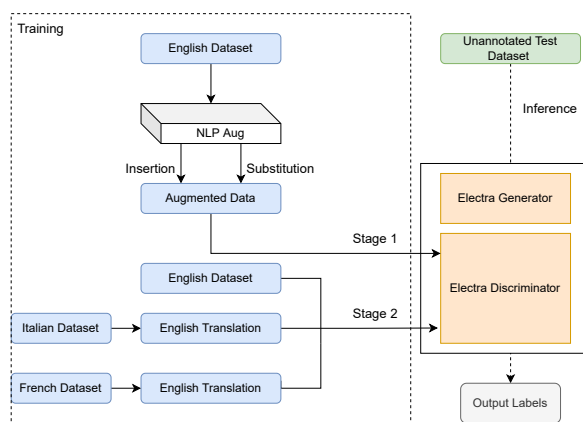 Training
English Dataset
Unannotated Test
Dataset
Inference
NLP Aug
Insertion
Substitution
Augmented Data
Electra Generator
Stage 1
English Dataset
Electra Discriminator
Stage 2
Italian Dataset
English Translation
French Dataset
English Translation
Output Labels